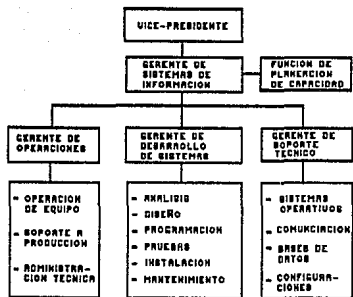 VICE-PRESIDENTE
GERENTE DE
SISTEMAS DE
INFORMACION
FUNCION DE
PLANEACION
DE CAPACIDAD
GERENTE DE
OPERACIONES
GERENTE DE
DESARROLLO
DE SISTEMAS
GERENTE DE
SOPORTE
TECNICO
- OPERACION
DE EQUIPO
- SOPORTE A
PRODUCCION
- ADMINISTRA-
CION TECNICA
- ANALISIS
- DISEÑO
- PROGRAMACION
- PRUEBAS
- INSTALACION
- MANTENIMIENTO
- SISTEMAS
OPERATIVOS
- COMUNCIACION
- BASES DE
DATOS
- CONFIGURA-
CIONES